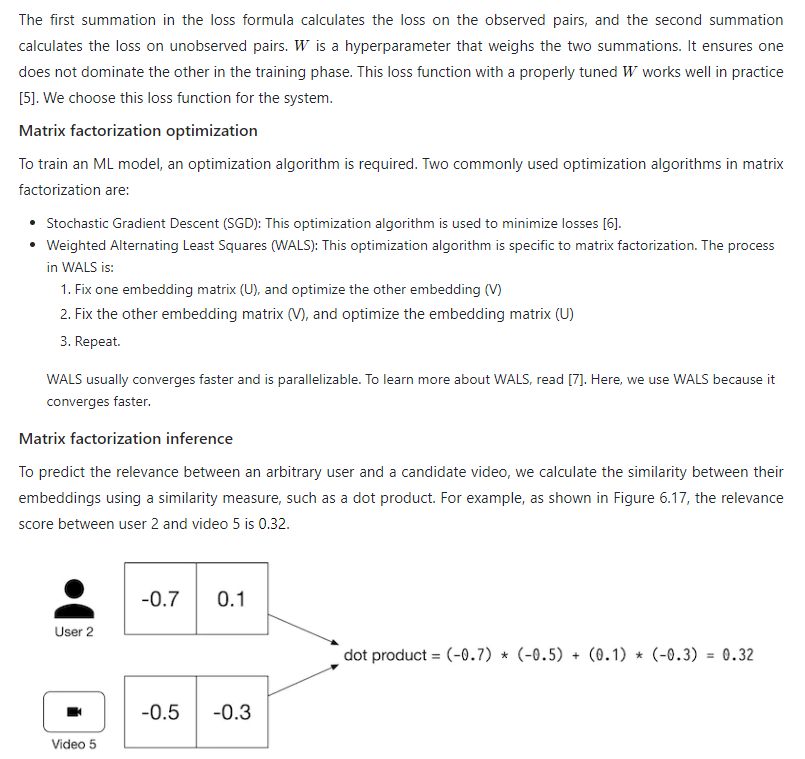 The first summation in the loss formula calculates the loss on the observed pairs, and the second summation
calculates the loss on unobserved pairs. W is a hyperparameter that weighs the two summations. It ensures one
does not dominate the other in the training phase. This loss function with a properly tuned W works well in practice
[5]. We choose this loss function for the system.
Matrix factorization optimization
To train an ML model, an optimization algorithm is required. Two commonly used optimization algorithms in matrix
factorization are:
• Stochastic Gradient Descent (SGD): This optimization algorithm is used to minimize losses [6].
• Weighted Alternating Least Squares (WALS): This optimization algorithm is specific to matrix factorization. The process
in WALS is:
1. Fix one embedding matrix (U), and optimize the other embedding (V)
2. Fix the other embedding matrix (V), and optimize the embedding matrix (U)
3. Repeat.
WALS usually converges faster and is parallelizable. To learn more about WALS, read [7]. Here, we use WALS because it
converges faster.
Matrix factorization inference
To predict the relevance between an arbitrary user and a candidate video, we calculate the similarity between their
embeddings using a similarity measure, such as a dot product. For example, as shown in Figure 6.17, the relevance
score between user 2 and video 5 is 0.32.
-0.7 0.1
User 2
dot product = (-0.7) * (-0.5) + (0.1) * (-0.3) = 0.32
-0.5 -0.3
Video 5